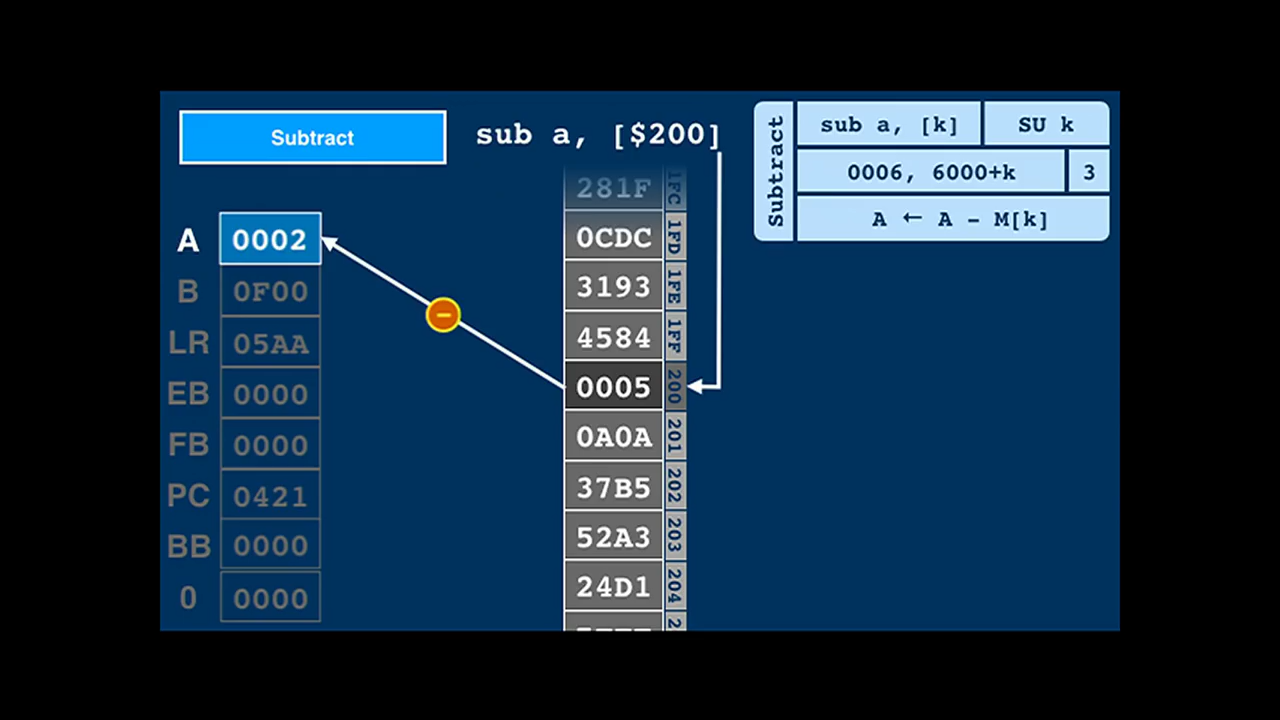 Subtract
sub a, [$200]
Subtract
sub a, [k]
SU k
0006, 6000+k
3
A ← A - M[k]
A 0002
B 0F00
LR 05AA
EB 0000
FB 0000
PC 0421
BB 0000
0 0000
281F 1FC
0CDC 1FD
3193 1FE
4584 1FF
0005 200
0A0A 201
37B5 202
52A3 203
24D1 204